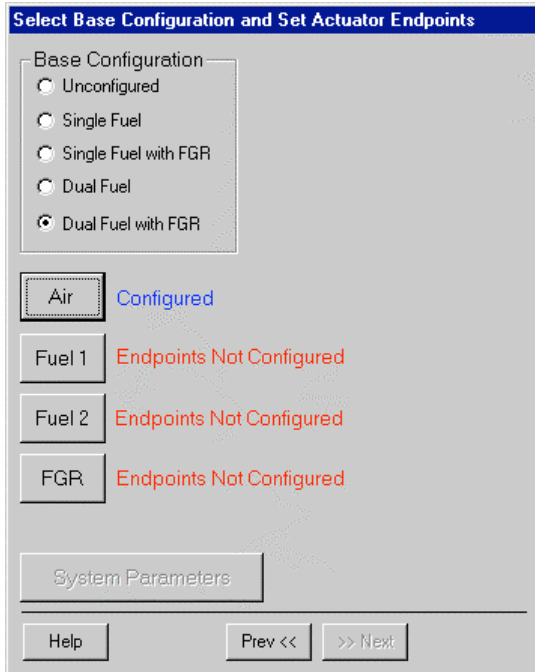 Select Base Configuration and Set Actuator Endpoints
Base Configuration
Unconfigured
Single Fuel
Single Fuel with FGR
Dual Fuel
Dual Fuel with FGR
Air Configured
Fuel 1 Endpoints Not Configured
Fuel 2 Endpoints Not Configured
FGR Endpoints Not Configured
System Parameters
Help Prev << >> Next